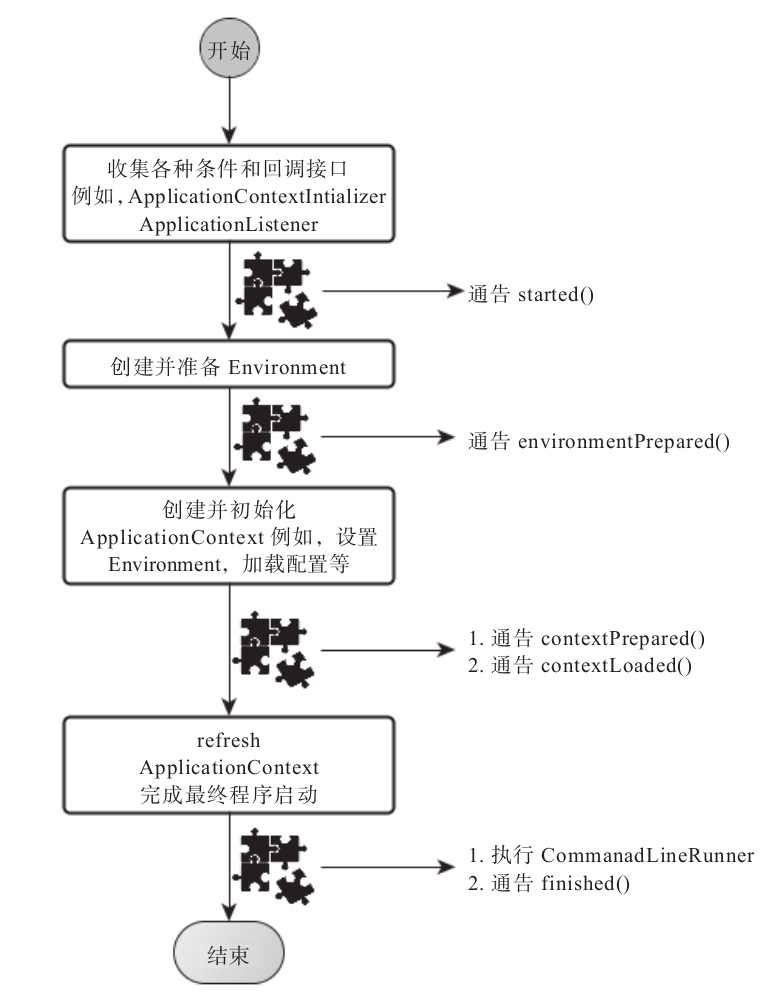 开始
收集各种条件和回调接口
例如，ApplicationContextIntializer
ApplicationListener
通告 started()
创建并准备 Environment
通告 environmentPrepared()
创建并初始化
ApplicationContext 例如，设置
Environment，加载配置等
1. 通告 contextPrepared()
2. 通告 contextLoaded()
refresh
ApplicationContext
完成最终程序启动
1. 执行 CommanadLineRunner
2. 通告 finished()
结束